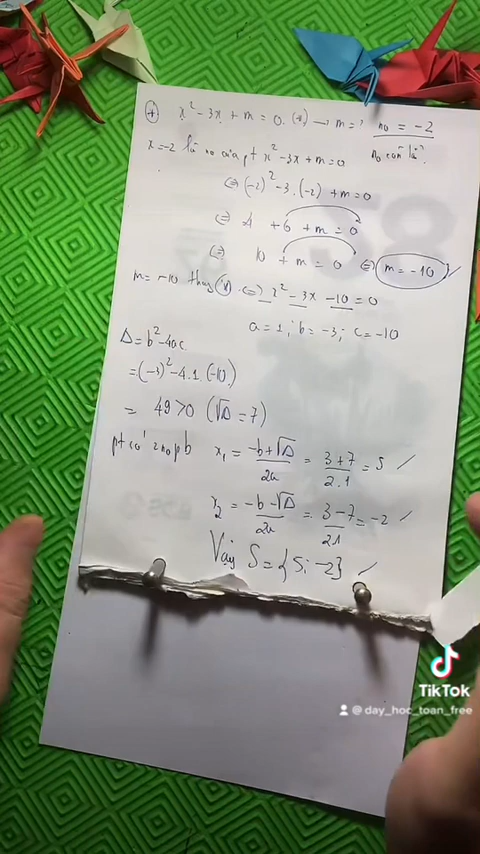 + x² - 3x + m = 0. (1) → m = ? no = -2
x = -2 là no của pt x² - 3x + m = 0 no còn lại?
⇔ (-2)² - 3.(-2) + m = 0
⇔ 4 + 6 + m = 0
⇔ 10 + m = 0 ⇔ m = -10
m = -10 thay (1) ⇔ x² - 3x - 10 = 0
a = 1; b = -3; c = -10
Δ = b² - 4ac
= (-3)² - 4.1.(-10)
= 49 > 0 (√Δ = 7)
pt có 2 no pb x₁ = (-b + √Δ)/2a = (3 + 7)/2.1 = 5
x₂ = (-b - √Δ)/2a = (3 - 7)/2.1 = -2
Vậy S = {5; -2}
TikTok
@day_hoc_toan_free